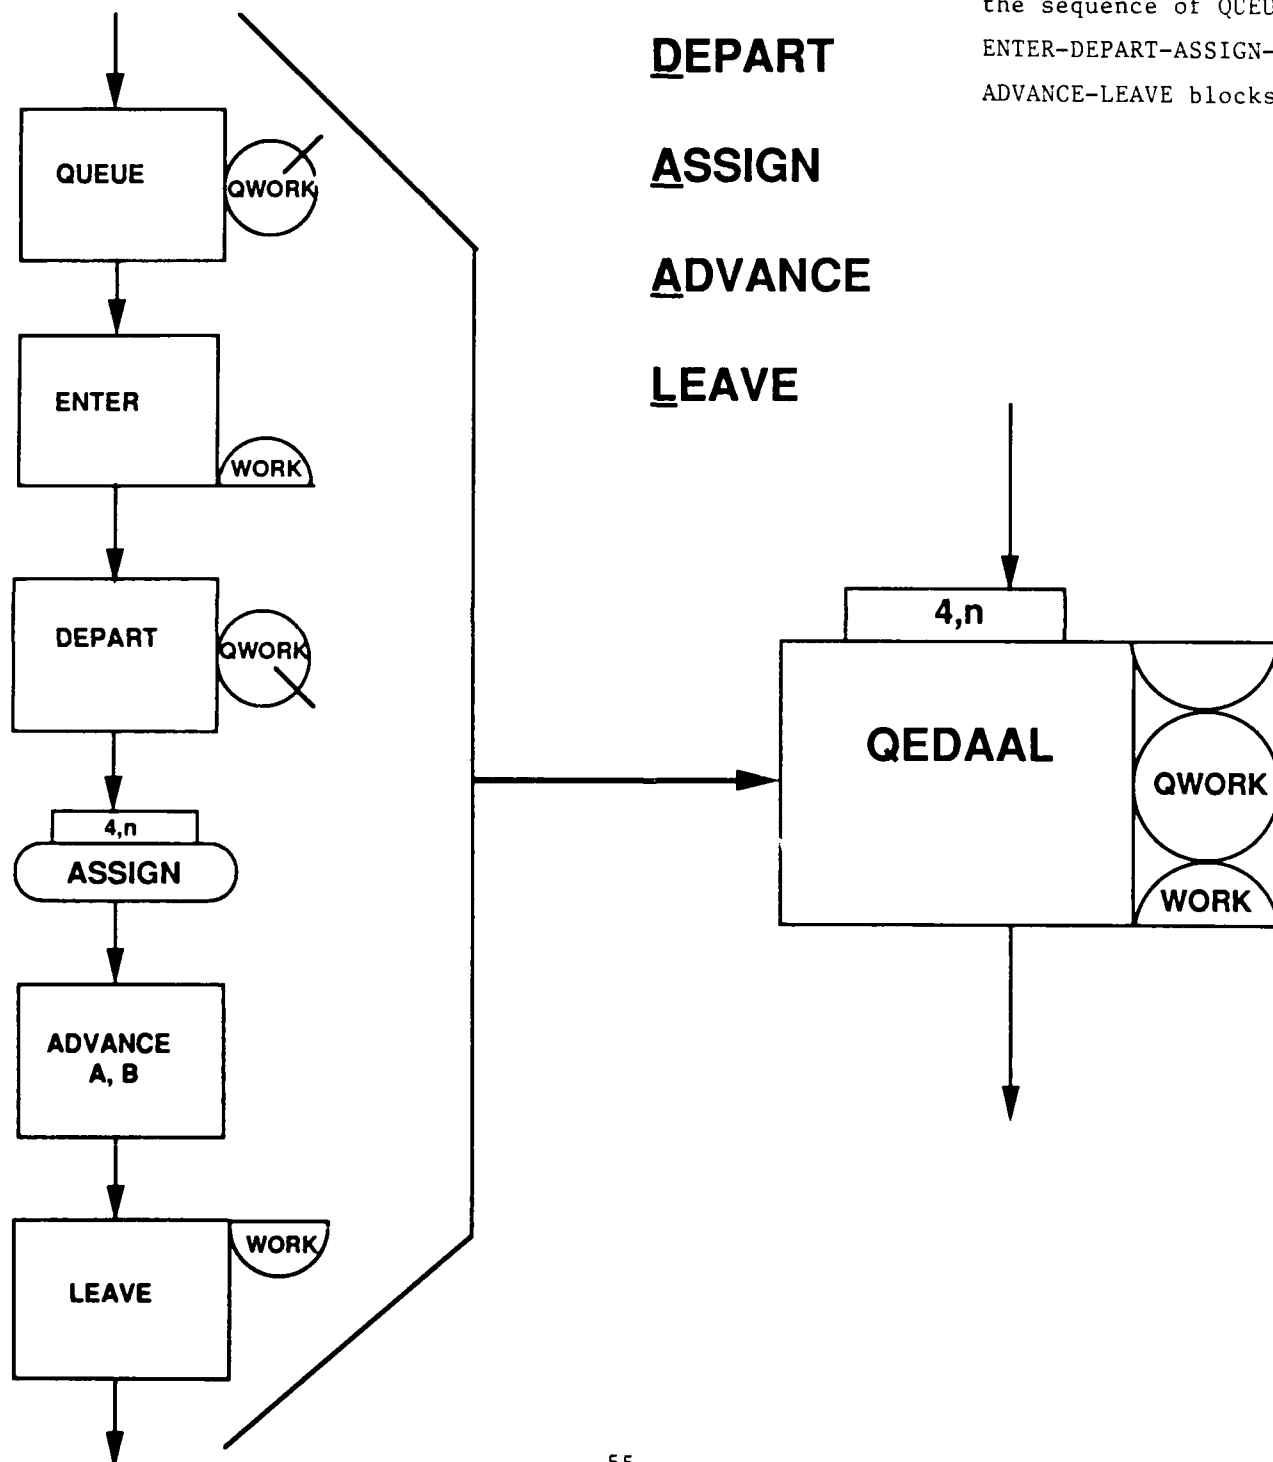 the sequence of
DEPART
ENTER-DEPART-ASSIGN-
ADVANCE-LEAVE blocks
ASSIGN
ADVANCE
LEAVE
QUEUE
QWORK
ENTER
WORK
DEPART
QWORK
4,n
ASSIGN
ADVANCE
A, B
LEAVE
WORK
4,n
QEDAAL
QWORK
WORK